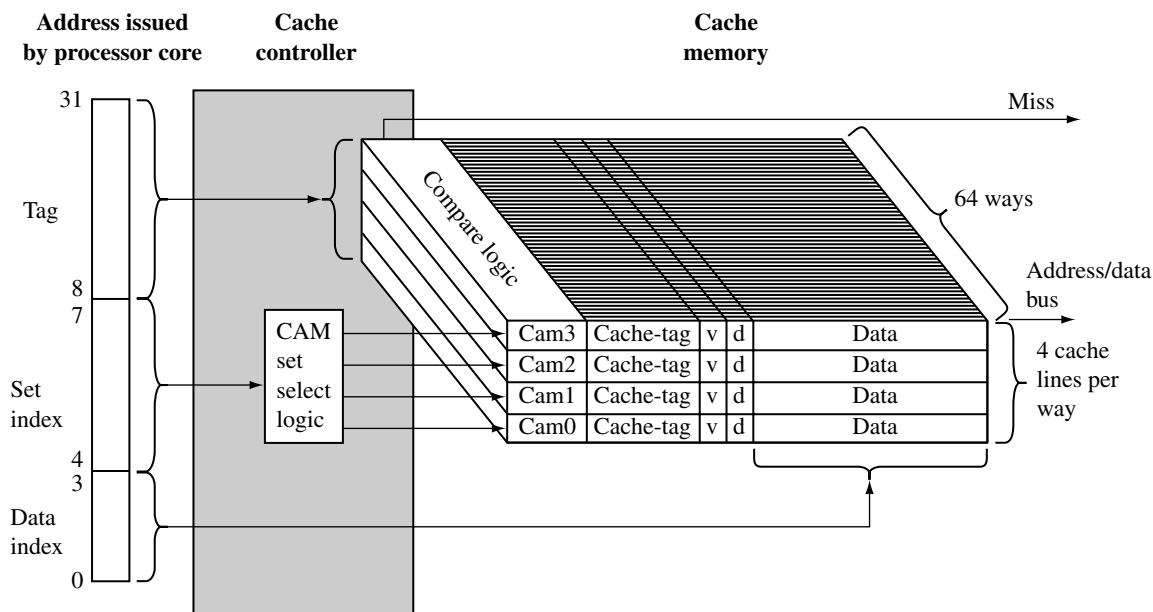 Address issued
by processor core
Cache
controller
Cache
memory
31
Miss
Compare logic
64 ways
Tag
8
7
Address/data
bus
CAM
set
select
logic
Cam3 Cache-tag v d Data
Cam2 Cache-tag v d Data
Cam1 Cache-tag v d Data
Cam0 Cache-tag v d Data
4 cache
lines per
way
Set
index
4
3
Data
index
0